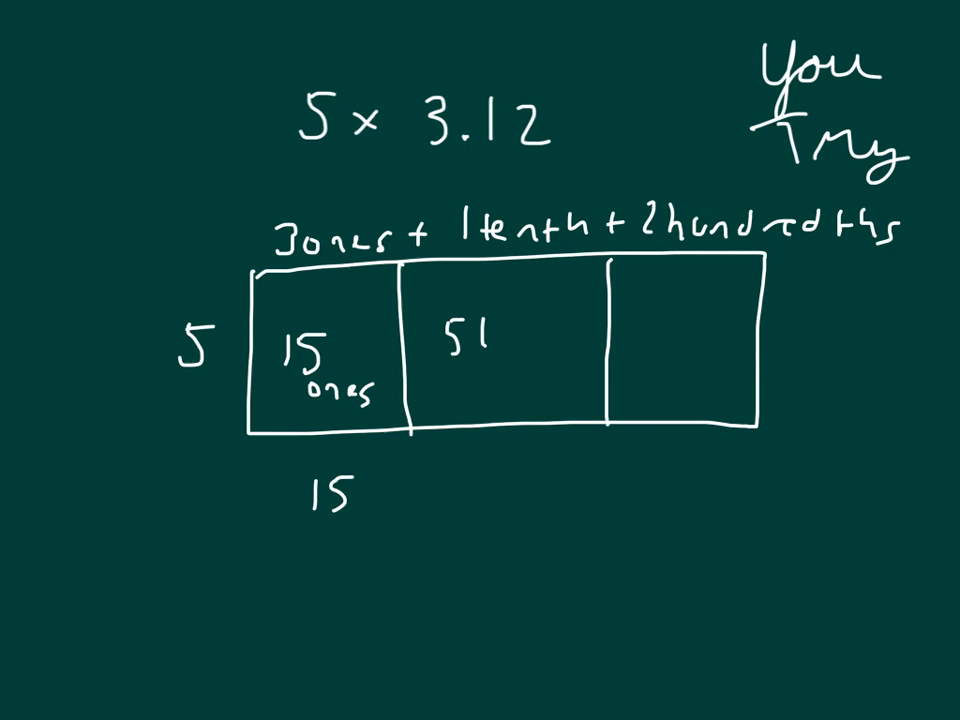 You
Try
5 x 3.12
3 ones + 1 tenth + 2 hundredths
5
15
ones
5 1
15